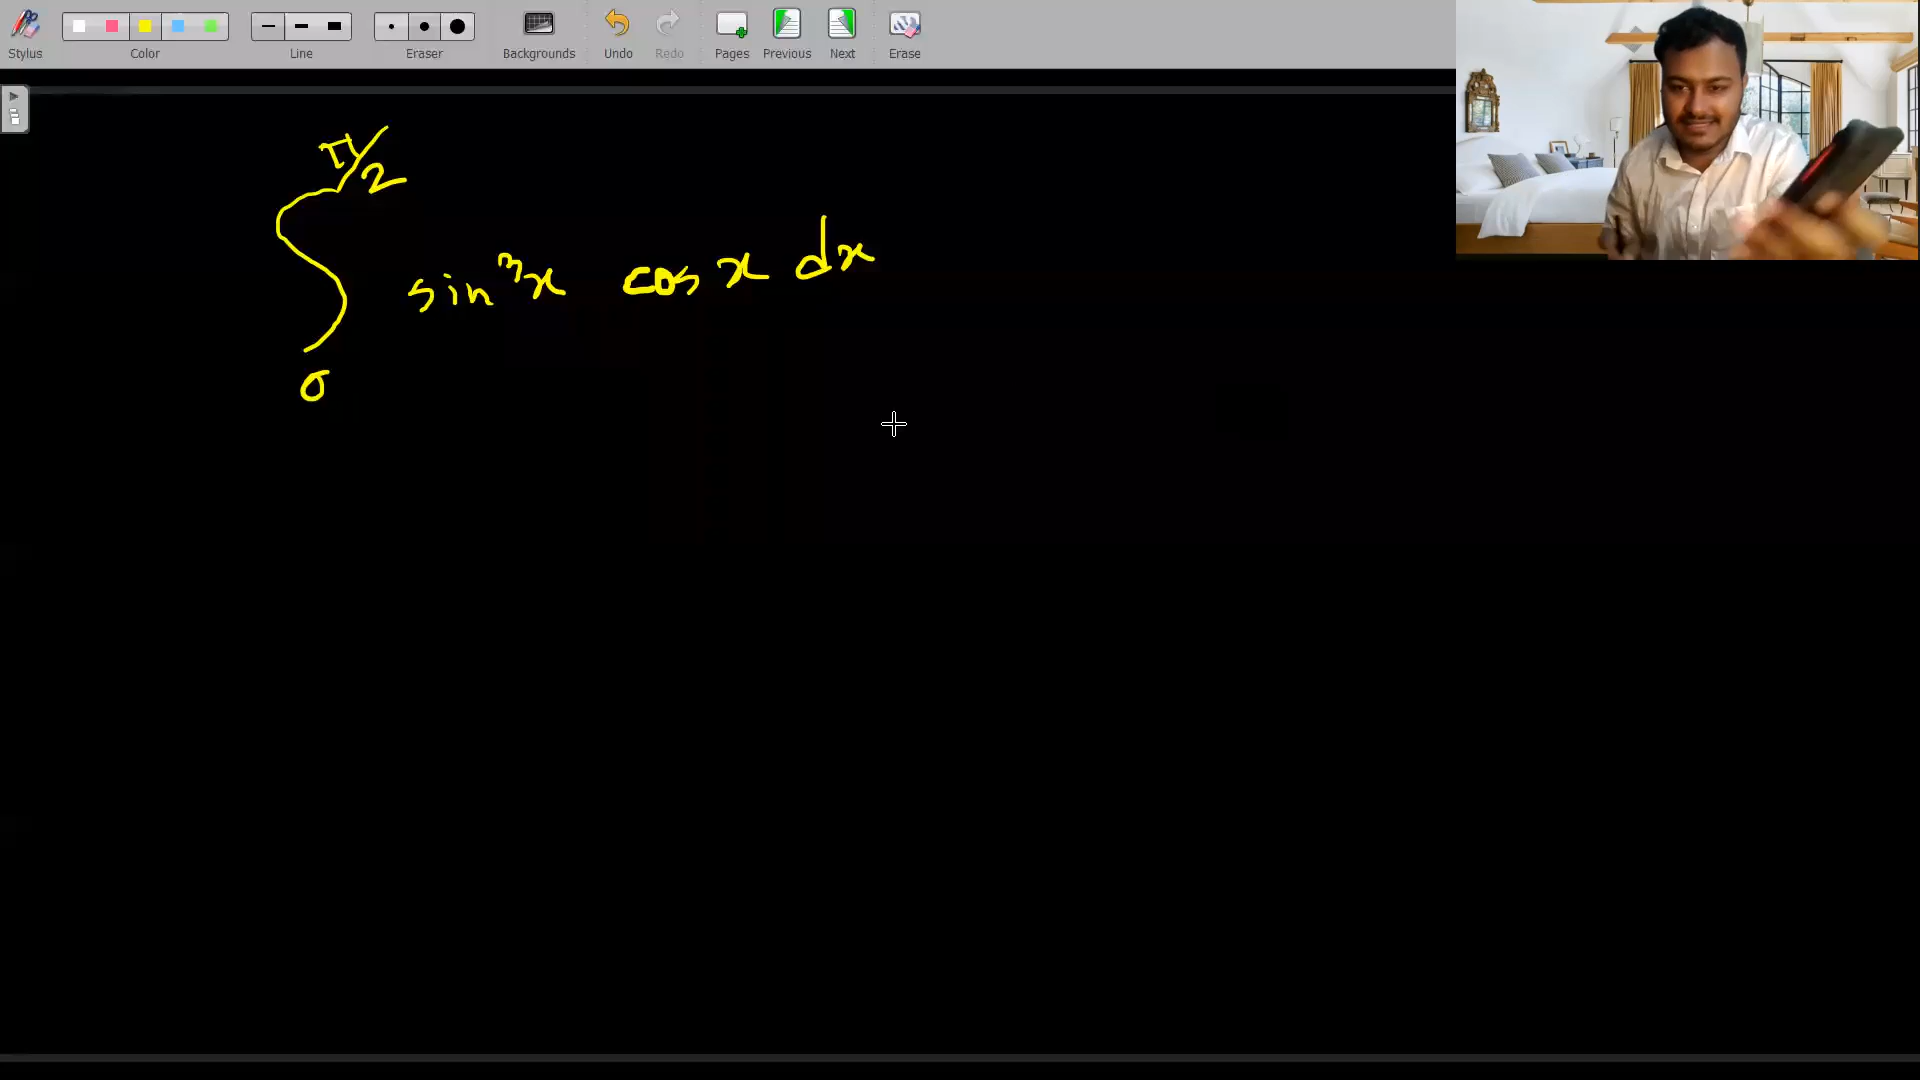 Stylus Color Line Eraser Backgrounds Undo Redo Pages Previous Next Erase
π/2
∫ sin³x cos x dx
0